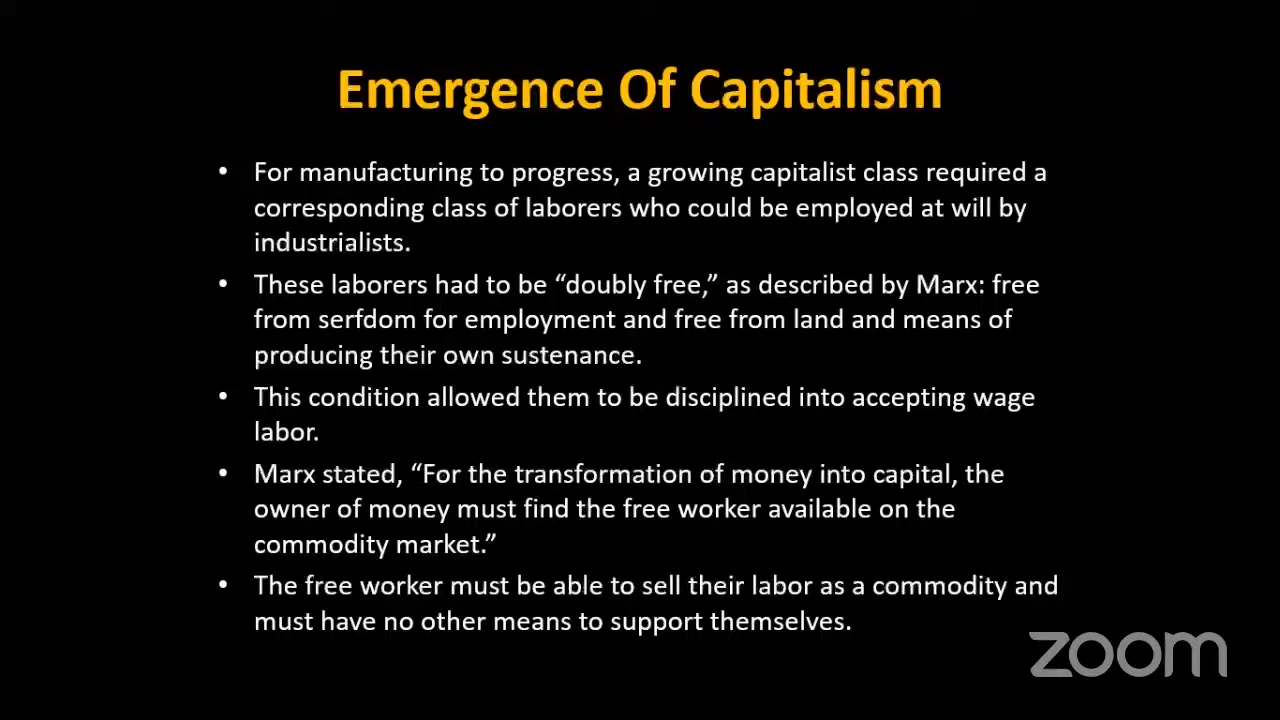 Emergence Of Capitalism
• For manufacturing to progress, a growing capitalist class required a
corresponding class of laborers who could be employed at will by
industrialists.
• These laborers had to be “doubly free,” as described by Marx: free
from serfdom for employment and free from land and means of
producing their own sustenance.
• This condition allowed them to be disciplined into accepting wage
labor.
• Marx stated, “For the transformation of money into capital, the
owner of money must find the free worker available on the
commodity market.”
• The free worker must be able to sell their labor as a commodity and
must have no other means to support themselves.
zoom